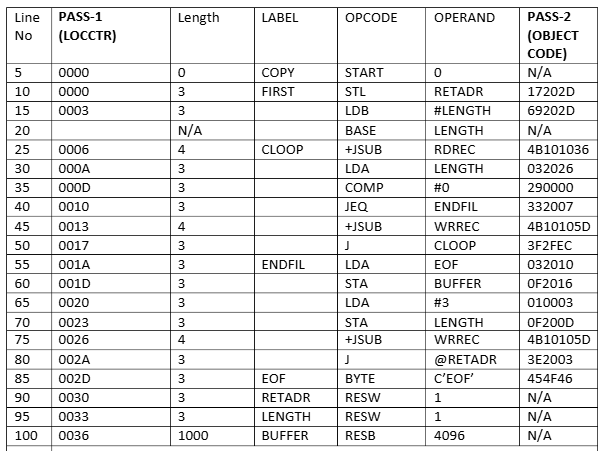 Line No PASS-1 (LOCCTR) Length LABEL OPCODE OPERAND PASS-2 (OBJECT CODE)
5 0000 0 COPY START 0 N/A
10 0000 3 FIRST STL RETADR 17202D
15 0003 3 LDB #LENGTH 69202D
20 N/A BASE LENGTH N/A
25 0006 4 CLOOP +JSUB RDREC 4B101036
30 000A 3 LDA LENGTH 032026
35 000D 3 COMP #0 290000
40 0010 3 JEQ ENDFIL 332007
45 0013 4 +JSUB WRREC 4B10105D
50 0017 3 J CLOOP 3F2FEC
55 001A 3 ENDFIL LDA EOF 032010
60 001D 3 STA BUFFER 0F2016
65 0020 3 LDA #3 010003
70 0023 3 STA LENGTH 0F200D
75 0026 4 +JSUB WRREC 4B10105D
80 002A 3 J @RETADR 3E2003
85 002D 3 EOF BYTE C’EOF’ 454F46
90 0030 3 RETADR RESW 1 N/A
95 0033 3 LENGTH RESW 1 N/A
100 0036 1000 BUFFER RESB 4096 N/A